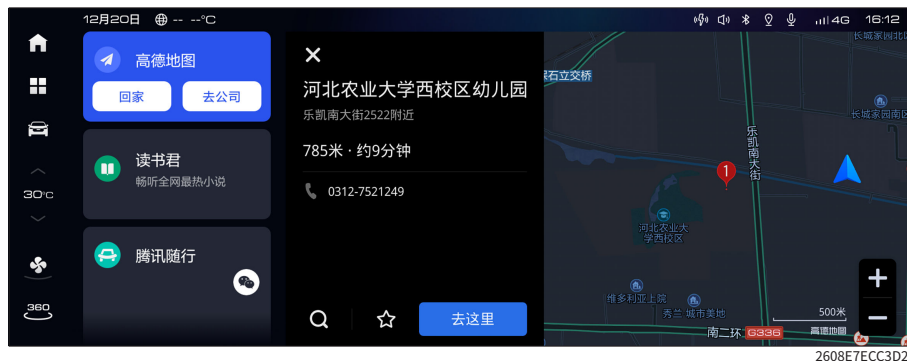 12月20日 -- --°C
4G 16:12
高德地图
回家 去公司
读书君
畅听全网最热小说
腾讯随行
30°C
360
河北农业大学西校区幼儿园
乐凯南大街2522附近
785米 · 约9分钟
0312-7521249
去这里
长城家园南区
乐凯南大街
1
河北农业大
学西校区
维多利亚上院
秀兰·城市美地
南二环 G336
500米
高德地图
2608E7ECC3D2